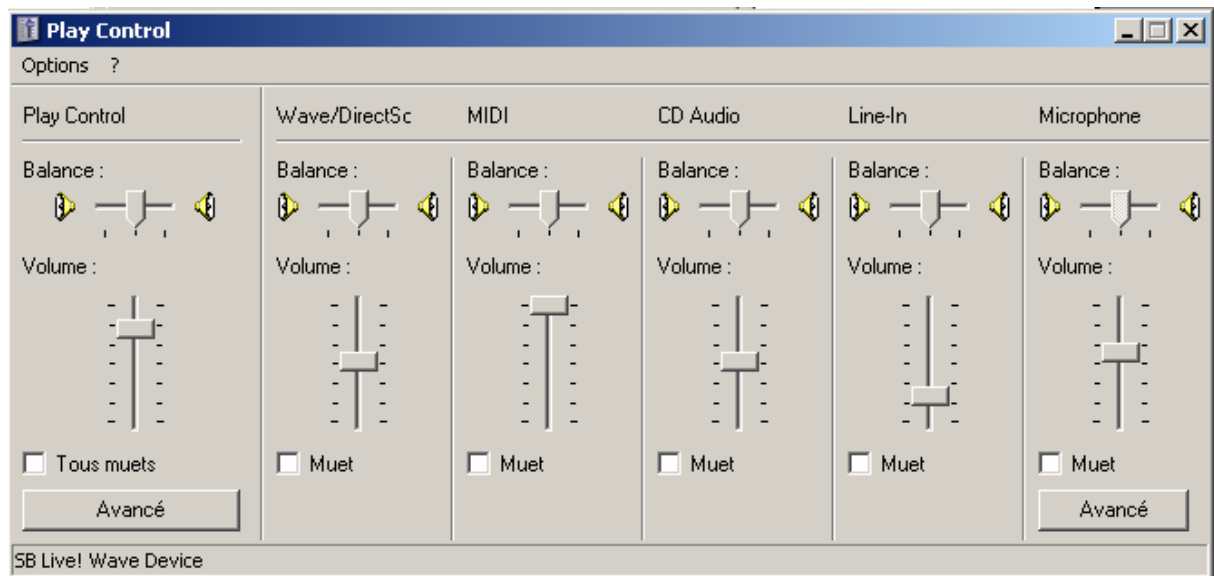 Play Control
Options ?
Play Control Wave/DirectSc MIDI CD Audio Line-In Microphone
Balance : Balance : Balance : Balance : Balance : Balance :
Volume : Volume : Volume : Volume : Volume : Volume :
Tous muets Muet Muet Muet Muet Muet
Avancé Avancé
SB Live! Wave Device